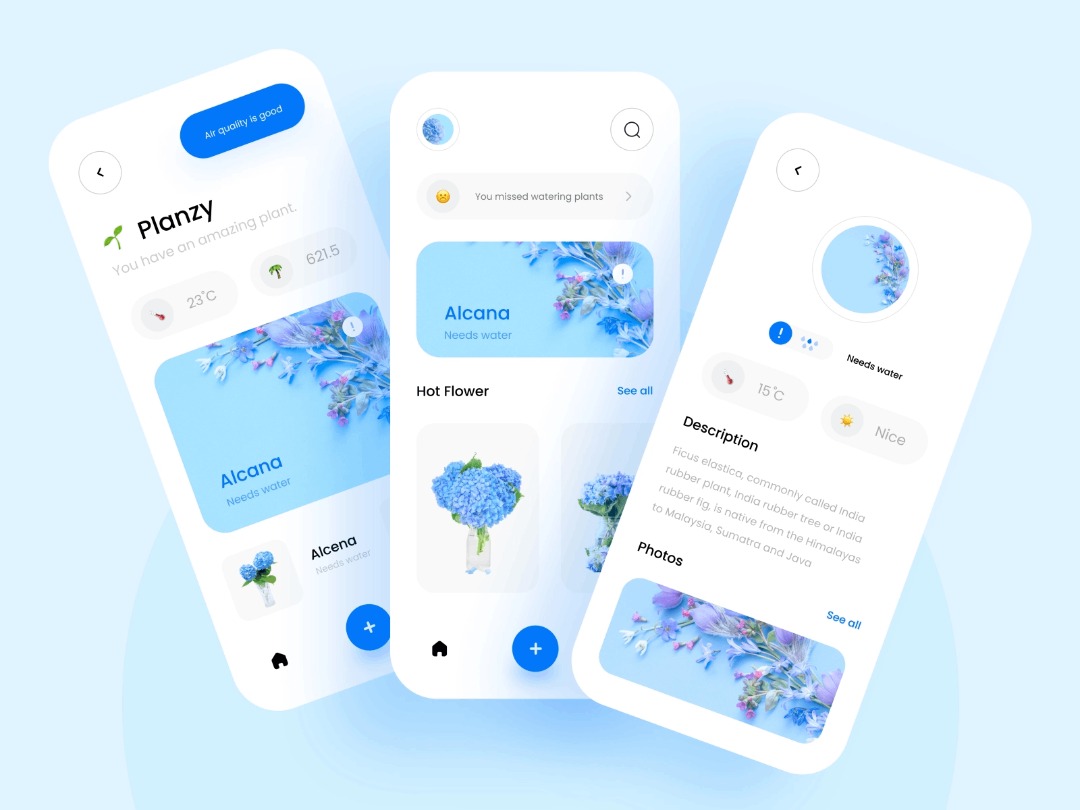 Air quality is good
Planzy
You have an amazing plant.
23°C
621.5
Alcana
Needs water
Alcena
Needs water
You missed watering plants
Alcana
Needs water
Hot Flower
See all
Needs water
15°C
Nice
Description
Ficus elastica, commonly called India
rubber plant, India rubber tree or India
rubber fig, is native from the Himalayas
to Malaysia, Sumatra and Java
Photos
See all